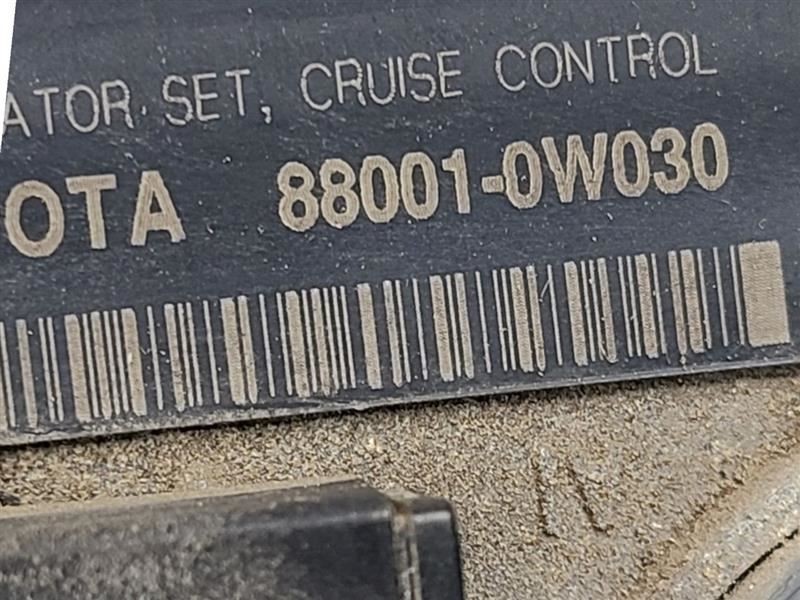 ATOR SET, CRUISE CONTROL
OTA 88001-0W030
N